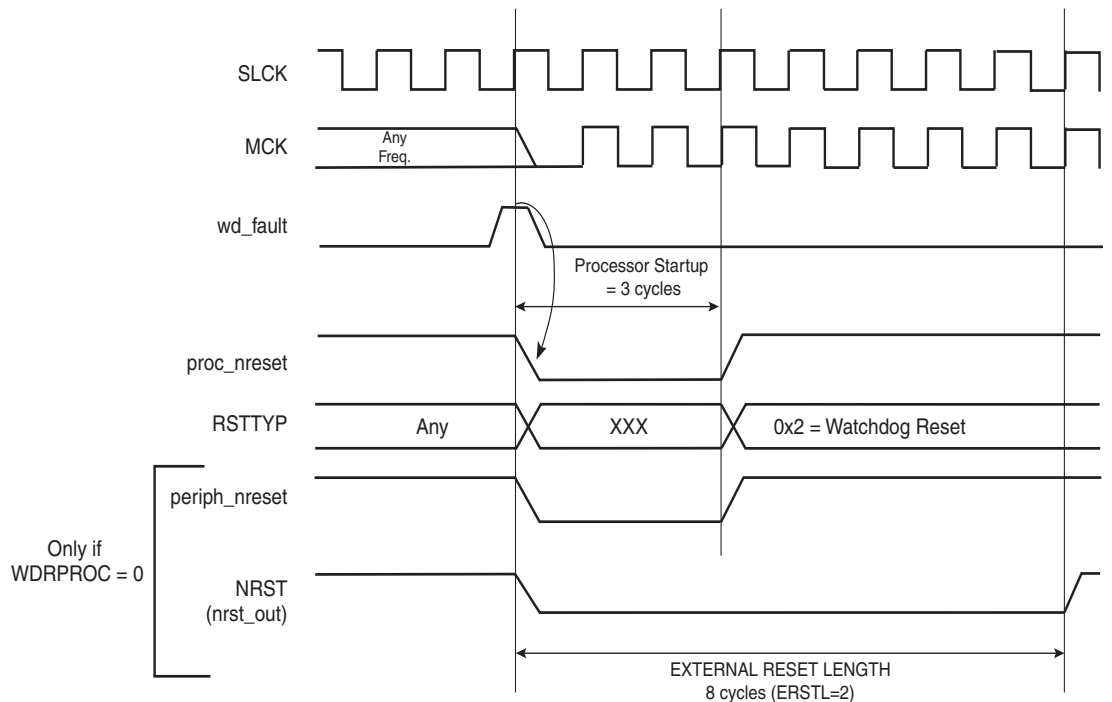 SLCK
MCK
Any
Freq.
wd_fault
Processor Startup
= 3 cycles
proc_nreset
RSTTYP
Any
XXX
0x2 = Watchdog Reset
periph_nreset
Only if
WDRPROC = 0
NRST
(nrst_out)
EXTERNAL RESET LENGTH
8 cycles (ERSTL=2)